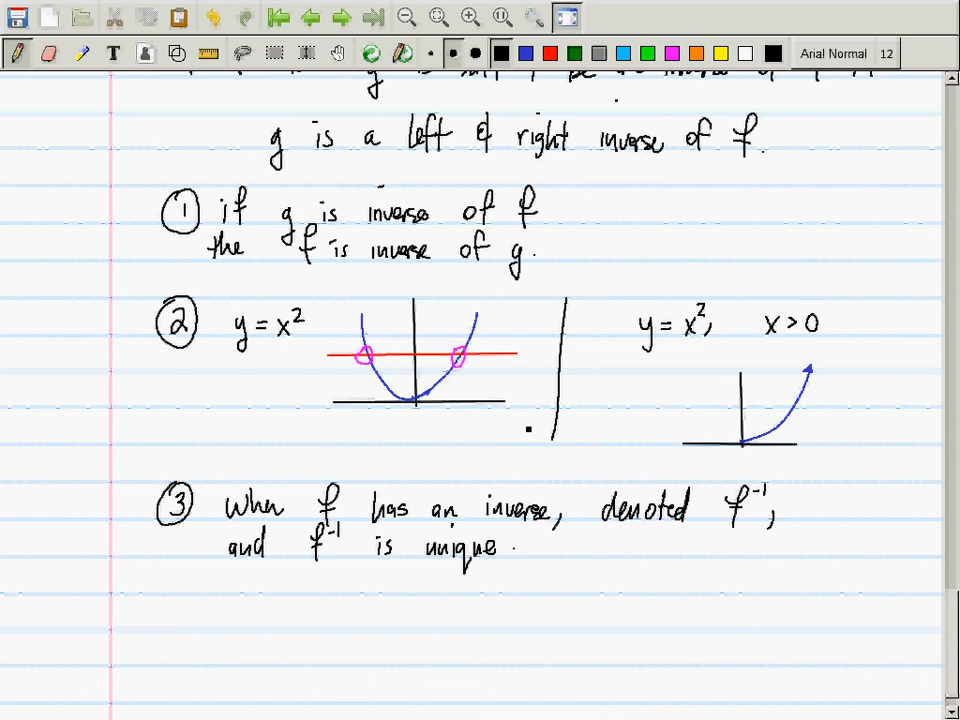 Arial Normal 12
g is a left & right inverse of f.
① if g is inverse of f
the f is inverse of g.
② y = x² y = x², x > 0
③ When f has an inverse, denoted f⁻¹,
and f⁻¹ is unique.